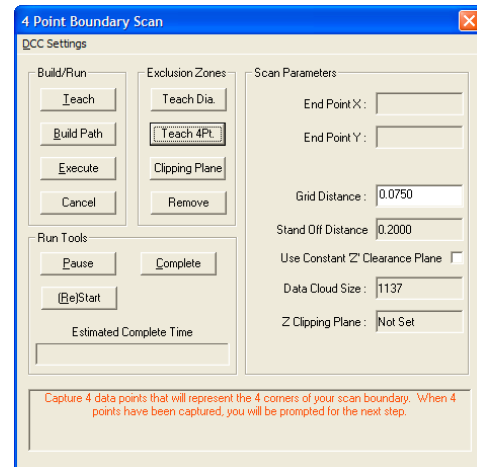 4 Point Boundary Scan
DCC Settings
Build/Run
Teach
Build Path
Execute
Cancel
Exclusion Zones
Teach Dia.
Teach 4Pt.
Clipping Plane
Remove
Scan Parameters
End Point X :
End Point Y :
Grid Distance : 0.0750
Stand Off Distance 0.2000
Use Constant 'Z' Clearance Plane
Data Cloud Size : 1137
Z Clipping Plane : Not Set
Run Tools
Pause
Complete
(Re)Start
Estimated Complete Time
Capture 4 data points that will represent the 4 corners of your scan boundary. When 4
points have been captured, you will be prompted for the next step.